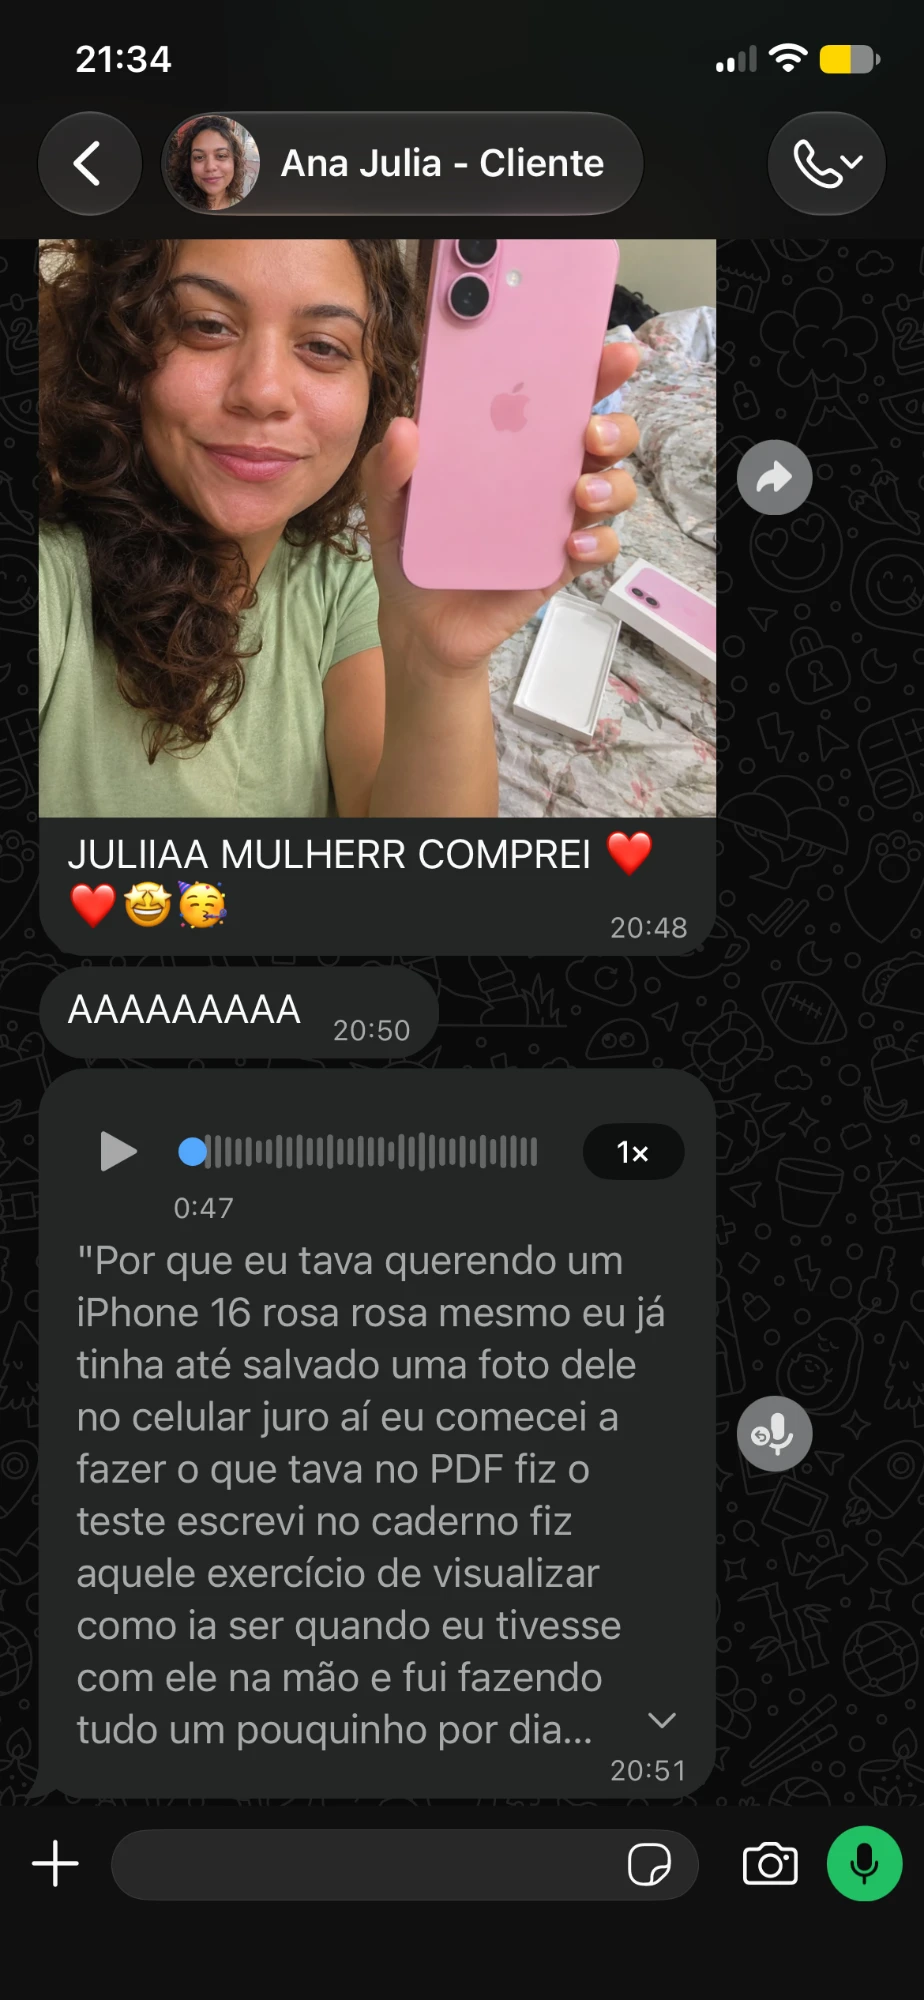 21:34
Ana Julia - Cliente
JULIIAA MULHERR COMPREI ❤️
❤️🤩🥳
20:48
AAAAAAAAA
20:50
1×
0:47
"Por que eu tava querendo um
iPhone 16 rosa rosa mesmo eu já
tinha até salvado uma foto dele
no celular juro aí eu comecei a
fazer o que tava no PDF fiz o
teste escrevi no caderno fiz
aquele exercício de visualizar
como ia ser quando eu tivesse
com ele na mão e fui fazendo
tudo um pouquinho por dia...
20:51